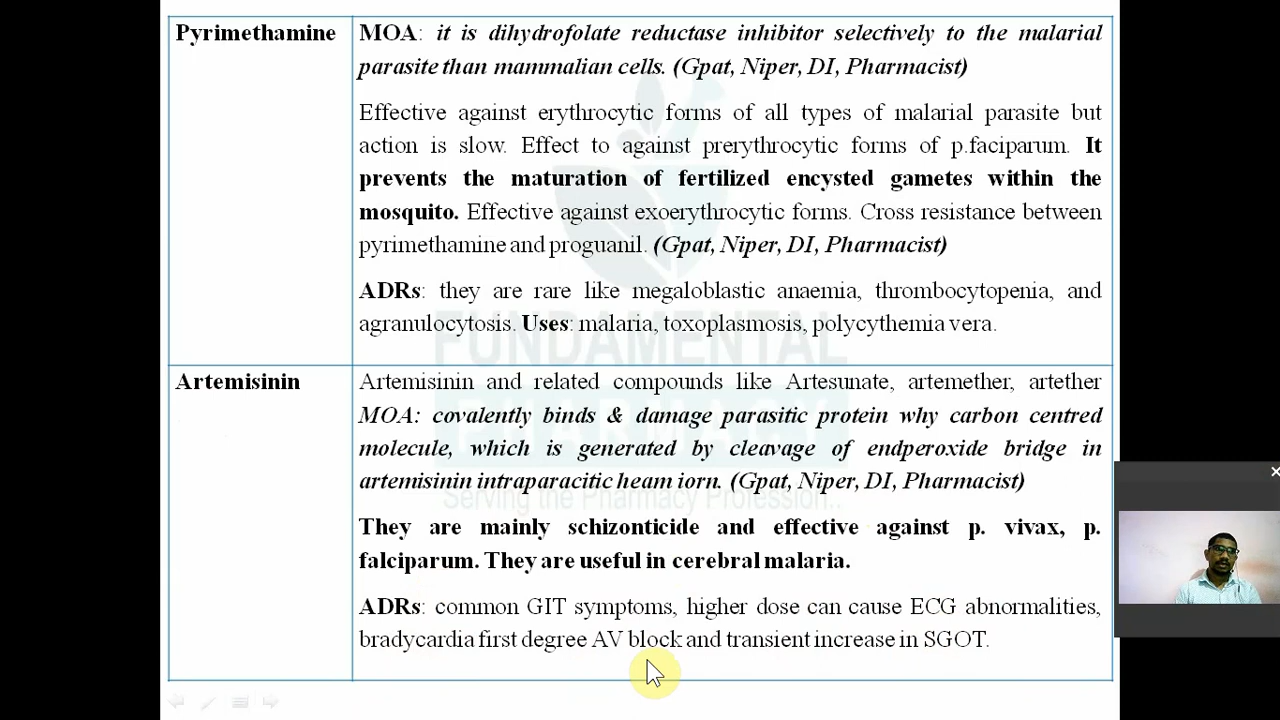 Pyrimethamine
MOA: it is dihydrofolate reductase inhibitor selectively to the malarial
parasite than mammalian cells. (Gpat, Niper, DI, Pharmacist)
Effective against erythrocytic forms of all types of malarial parasite but
action is slow. Effect to against prerythrocytic forms of p.faciparum. It
prevents the maturation of fertilized encysted gametes within the
mosquito. Effective against exoerythrocytic forms. Cross resistance between
pyrimethamine and proguanil. (Gpat, Niper, DI, Pharmacist)
ADRs: they are rare like megaloblastic anaemia, thrombocytopenia, and
agranulocytosis. Uses: malaria, toxoplasmosis, polycythemia vera.
FUNDAMENTAL
Artemisinin
Artemisinin and related compounds like Artesunate, artemether, artether
MOA: covalently binds & damage parasitic protein why carbon centred
molecule, which is generated by cleavage of endperoxide bridge in
artemisinin intraparacitic heam iorn. (Gpat, Niper, DI, Pharmacist)
PHARMACY
Serving the Pharmacy Profession..
They are mainly schizonticide and effective against p. vivax, p.
falciparum. They are useful in cerebral malaria.
ADRs: common GIT symptoms, higher dose can cause ECG abnormalities,
bradycardia first degree AV block and transient increase in SGOT.